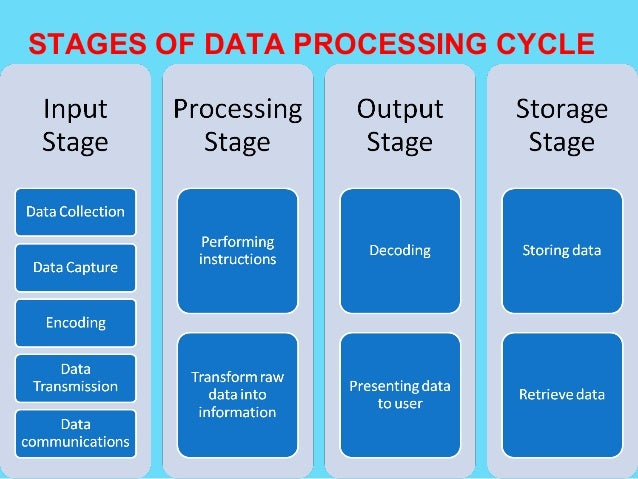 STAGES OF DATA PROCESSING CYCLE
Input
Stage
Data Collection
Data Capture
Encoding
Data
Transmission
Data
communications
Processing
Stage
Performing
instructions
Transform raw
data into
information
Output
Stage
Decoding
Presenting data
to user
Storage
Stage
Storing data
Retrieve data